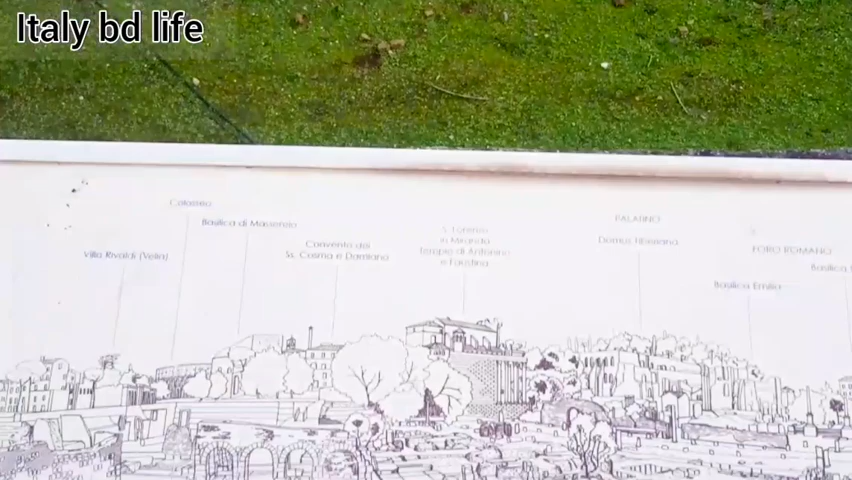 Italy bd life
Colosseo
Basilica di Massenzio
Villa Rivaldi (Velia)
Convento dei
Ss. Cosma e Damiano
S. Lorenzo
in Miranda
Tempio di Antonino
e Faustina
PALATINO
Domus Tiberiana
FORO ROMANO
Basilica
Basilica Emilia